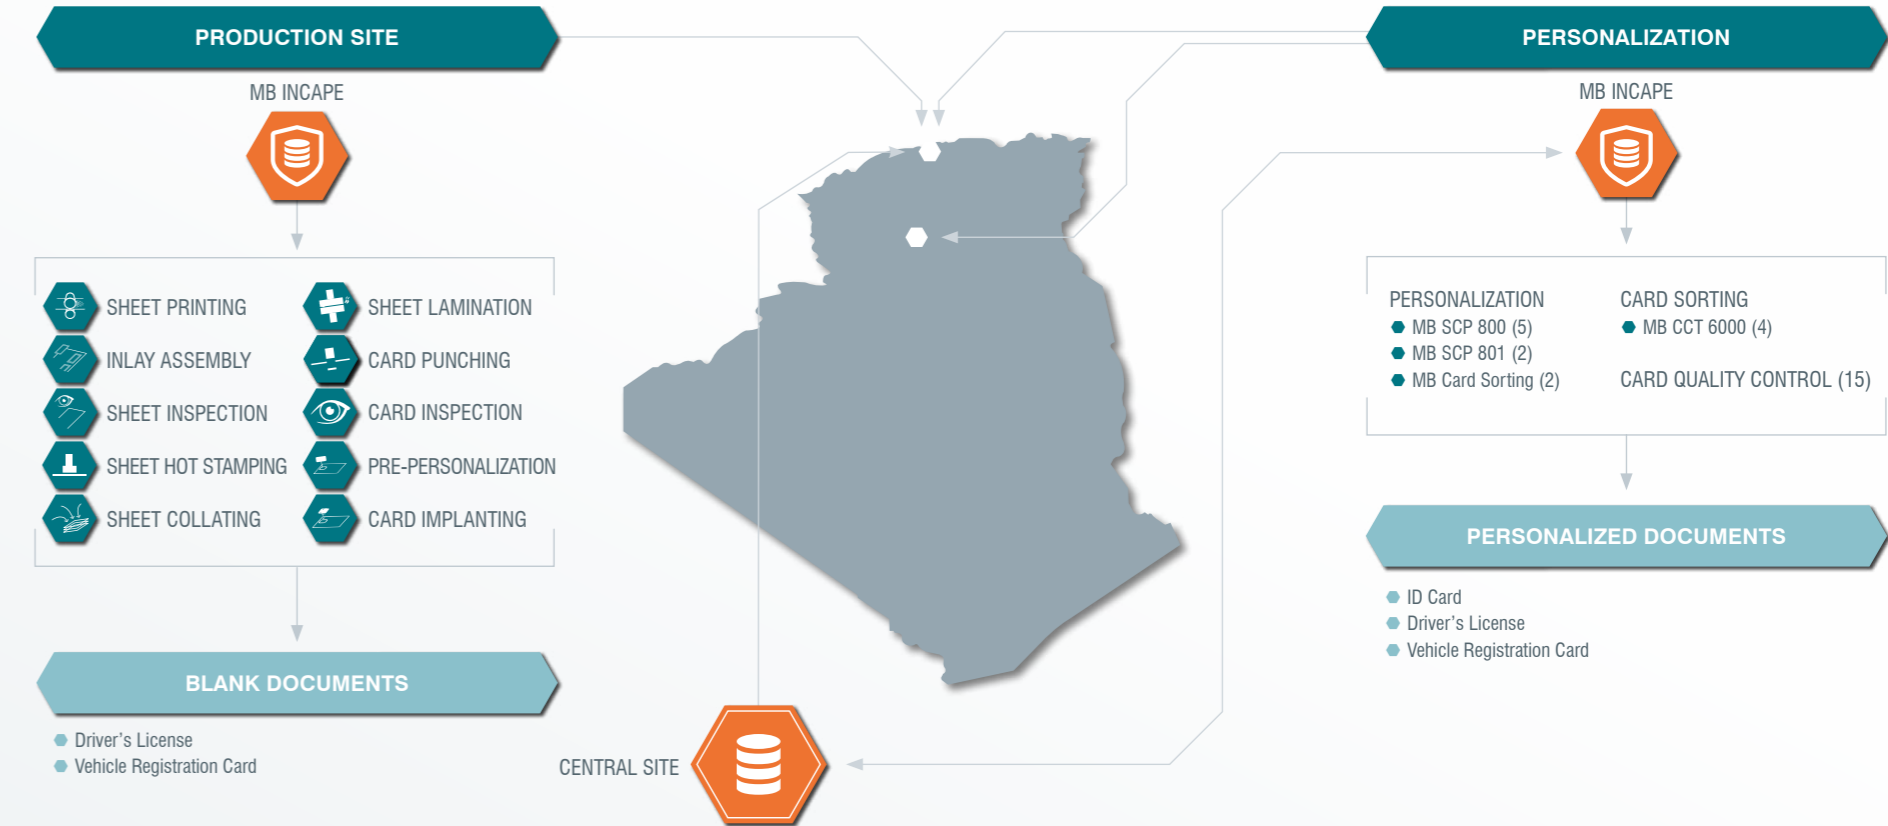 PRODUCTION SITE
MB INCAPE
SHEET PRINTING
INLAY ASSEMBLY
SHEET INSPECTION
SHEET HOT STAMPING
SHEET COLLATING
SHEET LAMINATION
CARD PUNCHING
CARD INSPECTION
PRE-PERSONALIZATION
CARD IMPLANTING
BLANK DOCUMENTS
Driver’s License
Vehicle Registration Card
CENTRAL SITE
PERSONALIZATION
MB INCAPE
PERSONALIZATION
MB SCP 800 (5)
MB SCP 801 (2)
MB Card Sorting (2)
CARD SORTING
MB CCT 6000 (4)
CARD QUALITY CONTROL (15)
PERSONALIZED DOCUMENTS
ID Card
Driver’s License
Vehicle Registration Card